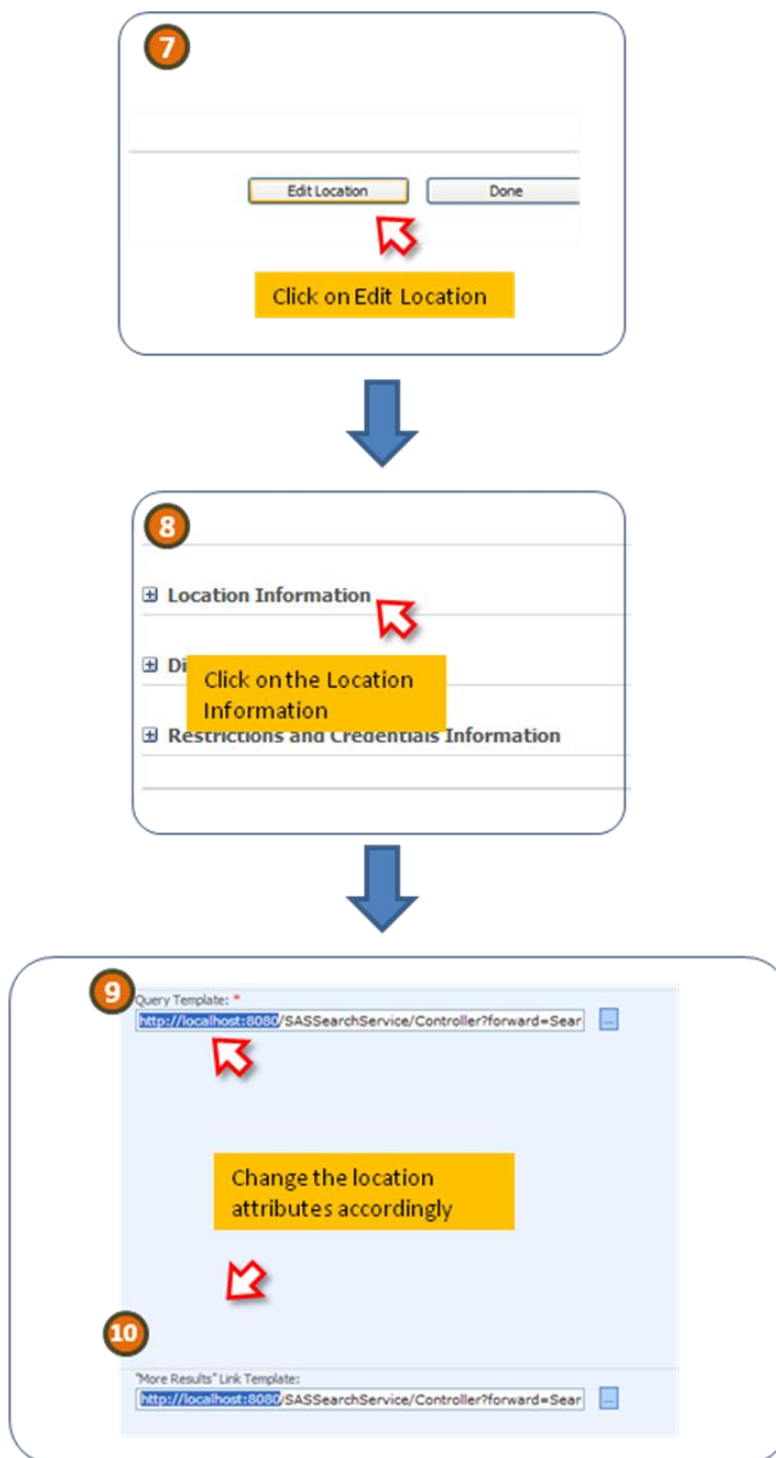 7
Edit Location
Done
Click on Edit Location
8
Location Information
Di
Click on the Location
Information
Restrictions and Credentials Information
9
Query Template: *
http://localhost:8080/SASSearchService/Controller?forward=Sear
...
Change the location
attributes accordingly
10
"More Results" Link Template:
http://localhost:8080/SASSearchService/Controller?forward=Sear
...